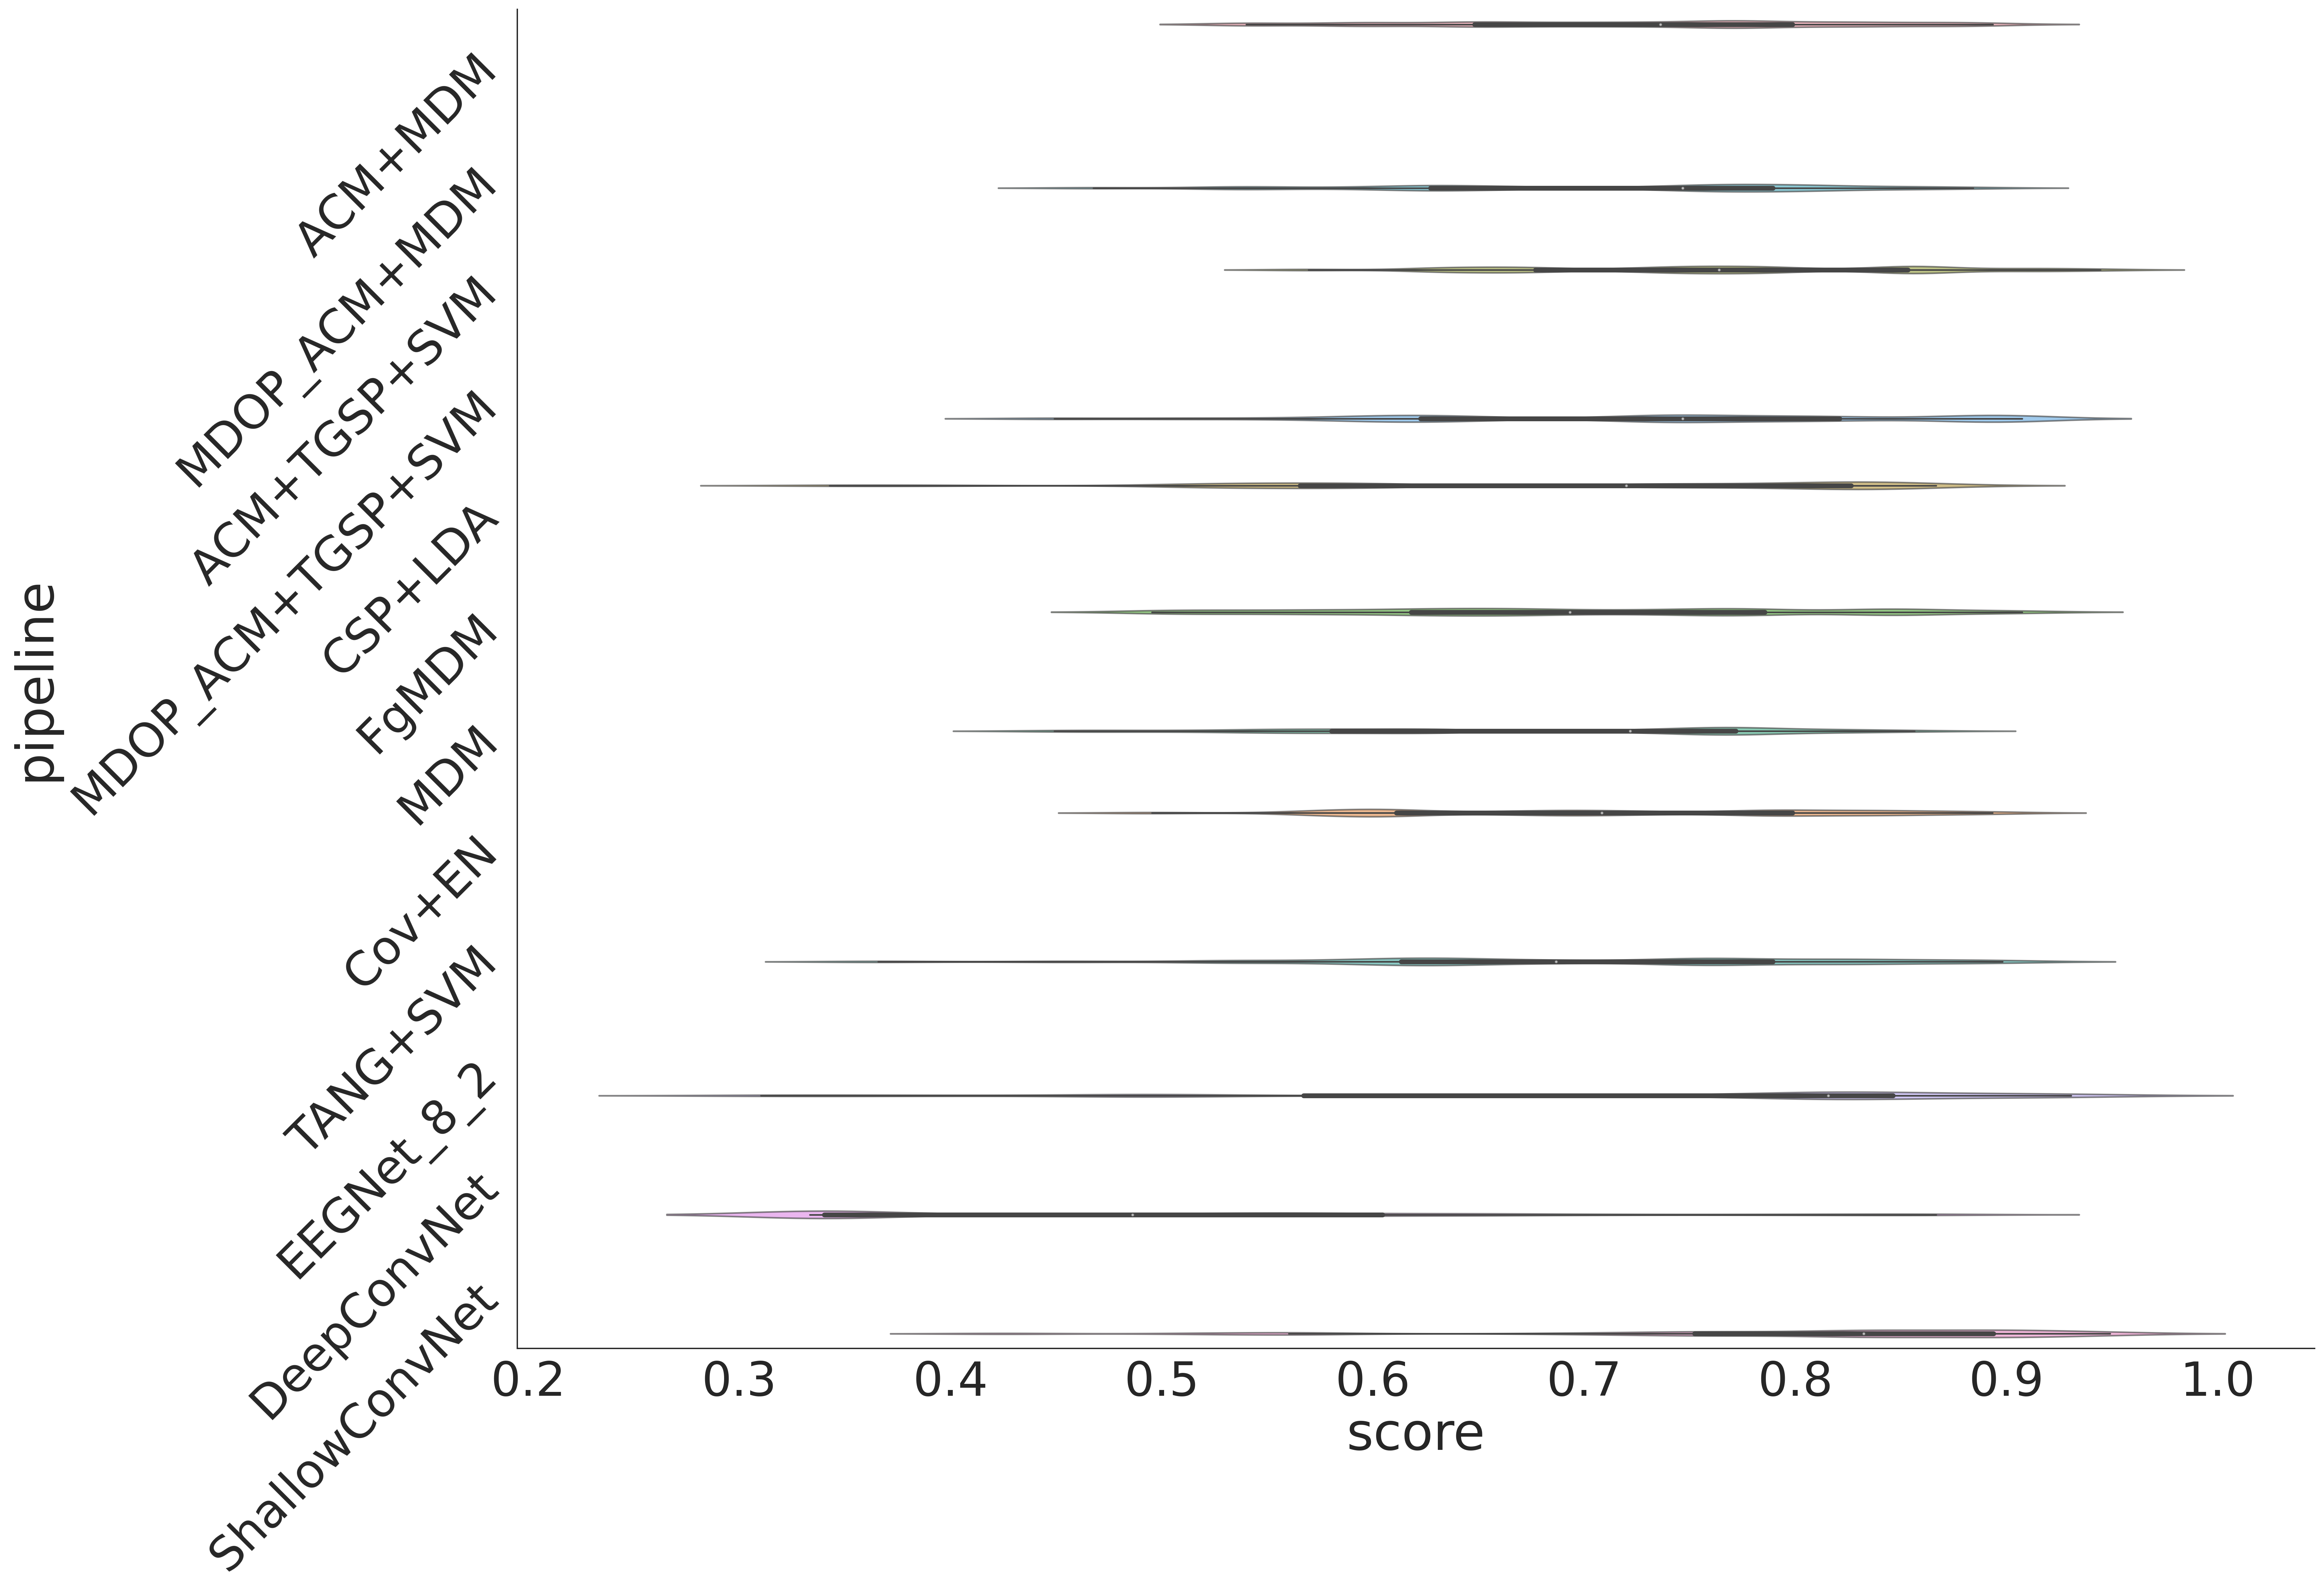 ACM+MDM
MDOP_ACM+MDM
ACM+TGSP+SVM
MDOP_ACM+TGSP+SVM
CSP+LDA
FgMDM
MDM
Cov+EN
TANG+SVM
EEGNet_8_2
DeepConvNet
ShallowConvNet
pipeline
0.2 0.3 0.4 0.5 0.6 0.7 0.8 0.9 1.0
score